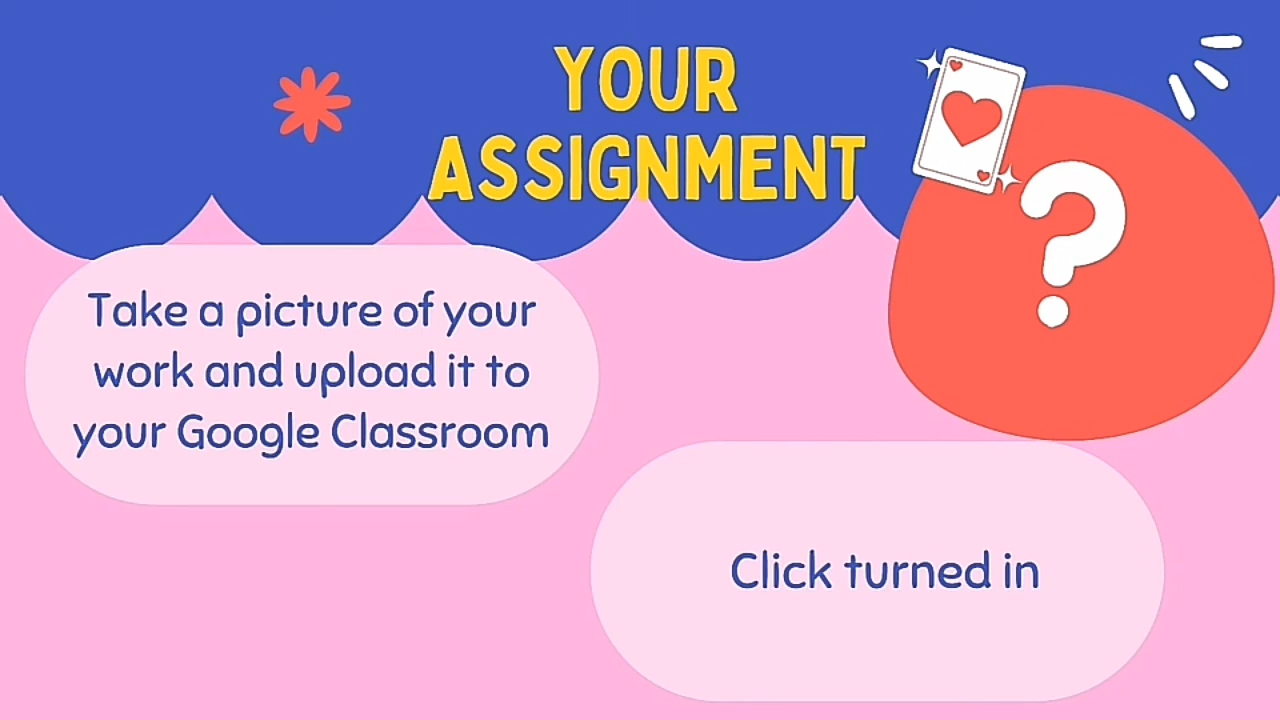 YOUR
ASSIGNMENT
Take a picture of your
work and upload it to
your Google Classroom
?
Click turned in